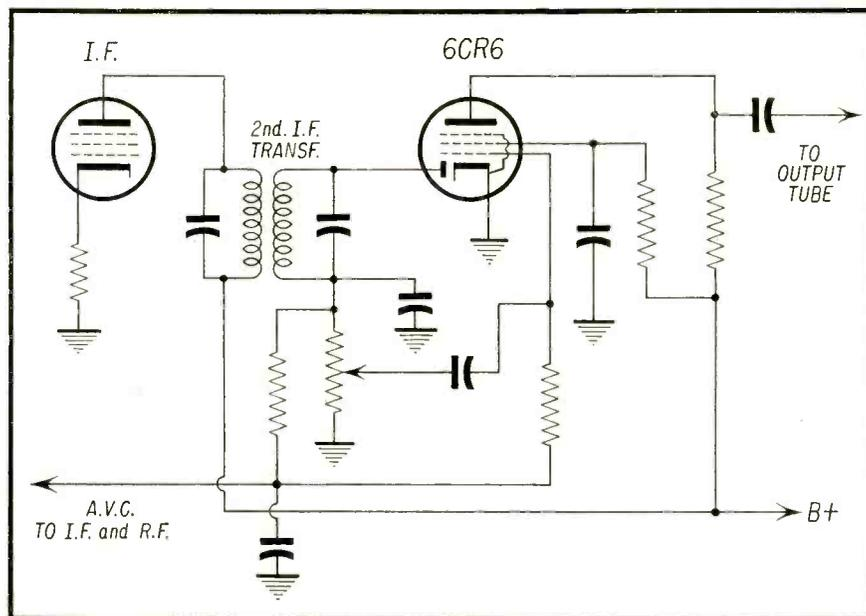 I.F.
6CR6
2nd. I.F.
TRANSF.
TO
OUTPUT
TUBE
A.V.C.
TO I.F. and R.F.
B+